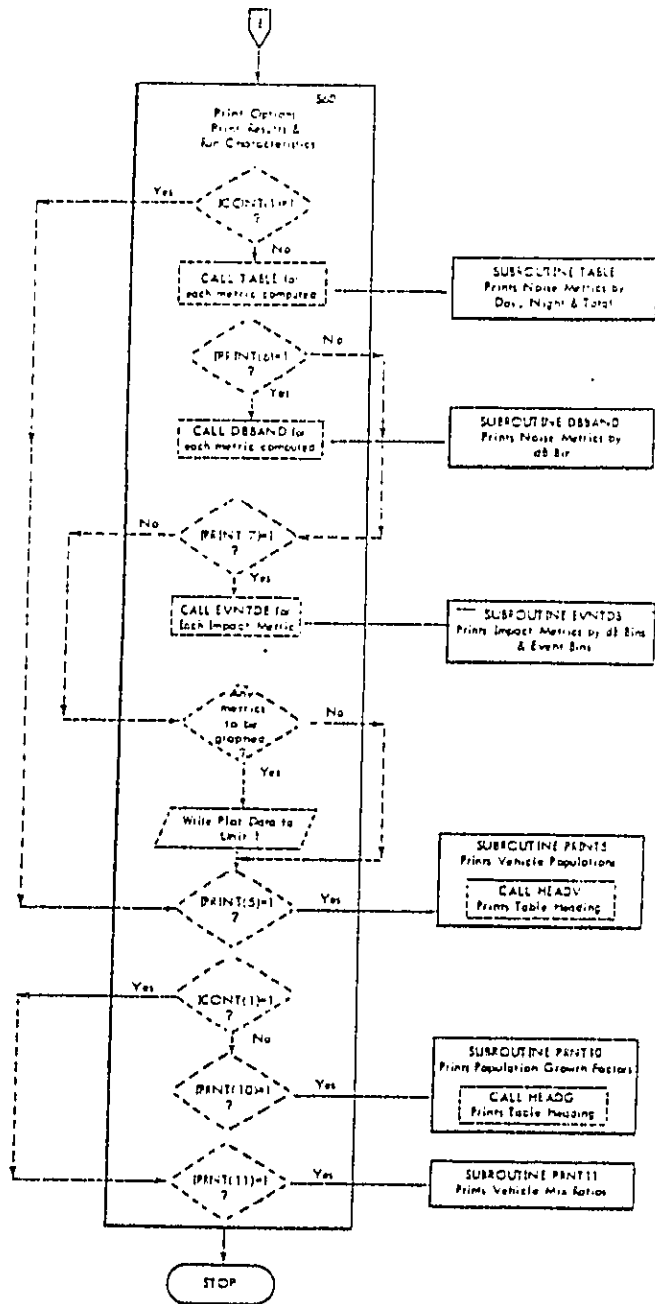 1
Print Options
Print Results &
Run Characteristics
Yes
ICONT(1)=1
?
No
CALL TABLE for
each metric computed
SUBROUTINE TABLE
Prints Noise Metrics by
Day, Night & Total
IPRINT(6)=1
?
No
Yes
CALL DBBAND for
each metric computed
SUBROUTINE DBBAND
Prints Noise Metrics by
dB Bin
No
IPRINT 7)=1
?
Yes
CALL EVNTDB for
Each Impact Metric
SUBROUTINE EVNTDB
Prints Impact Metrics by dB Bins
& Event Bins
Any
metrics
to be
graphed
?
No
Yes
Write Plot Data to
Unit 1
SUBROUTINE PRINT5
Prints Vehicle Populations
CALL HEADV
Prints Table Heading
IPRINT(5)=1
?
Yes
Yes
ICONT(1)=1
?
No
IPRINT(10)=1
?
Yes
SUBROUTINE PRNT10
Prints Population Growth Factors
CALL HEADG
Prints Table Heading
IPRINT(11)=1
?
Yes
SUBROUTINE PRNT11
Prints Vehicle Mix Ratios
STOP